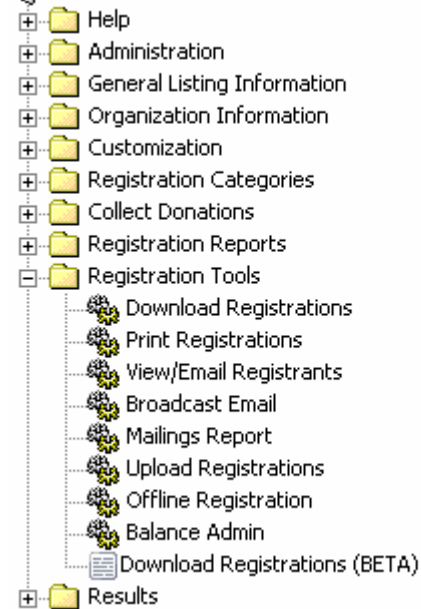 Help
Administration
General Listing Information
Organization Information
Customization
Registration Categories
Collect Donations
Registration Reports
Registration Tools
Download Registrations
Print Registrations
View/Email Registrants
Broadcast Email
Mailings Report
Upload Registrations
Offline Registration
Balance Admin
Download Registrations (BETA)
Results